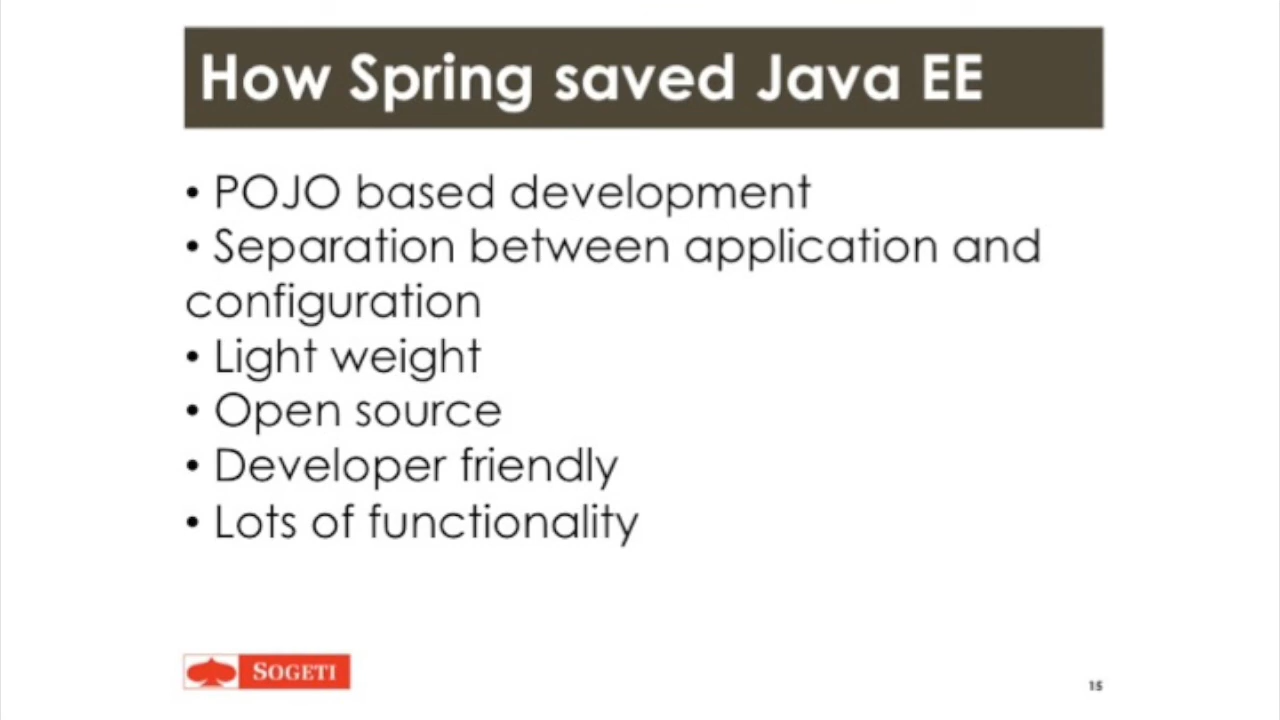 How Spring saved Java EE
• POJO based development
• Separation between application and
configuration
• Light weight
• Open source
• Developer friendly
• Lots of functionality
SOGETI
15